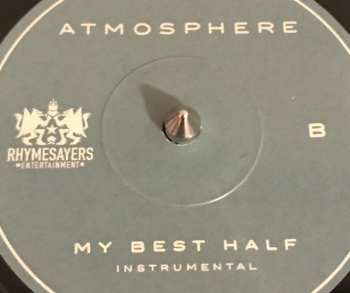 ATMOSPHERE
RHYMESAYERS
★ENTERTAINMENT★
B
MY BEST HALF
INSTRUMENTAL